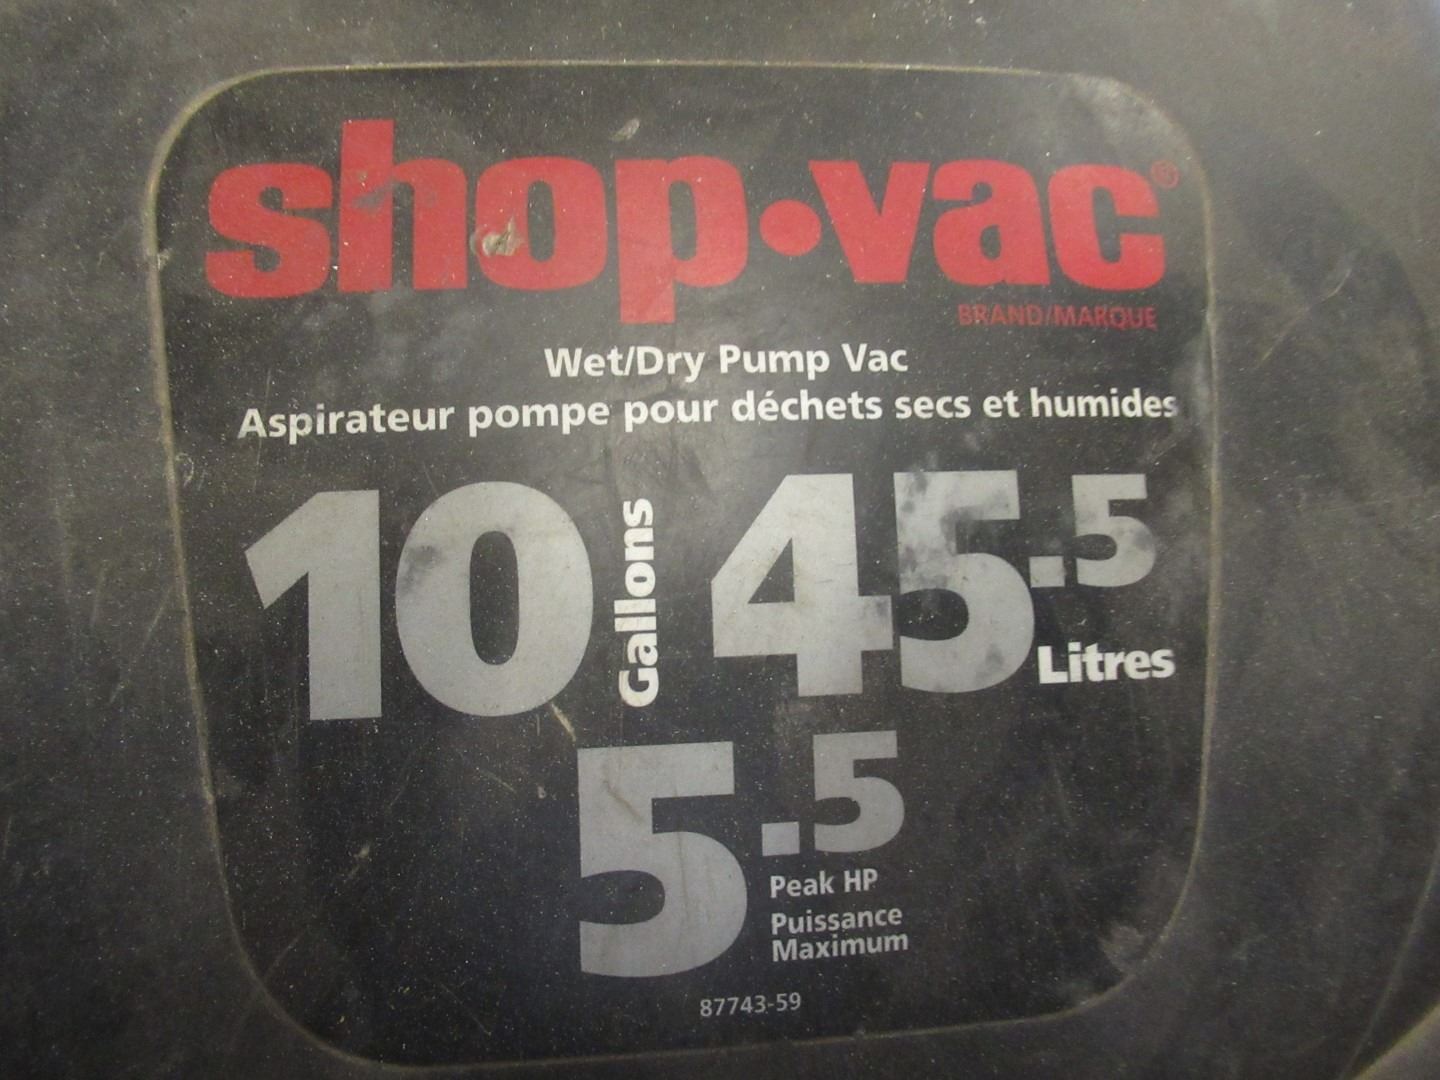 shop·vac®
BRAND/MARQUE
Wet/Dry Pump Vac
Aspirateur pompe pour déchets secs et humides
10 Gallons 45.5 Litres
5.5
Peak HP
Puissance
Maximum
87743-59